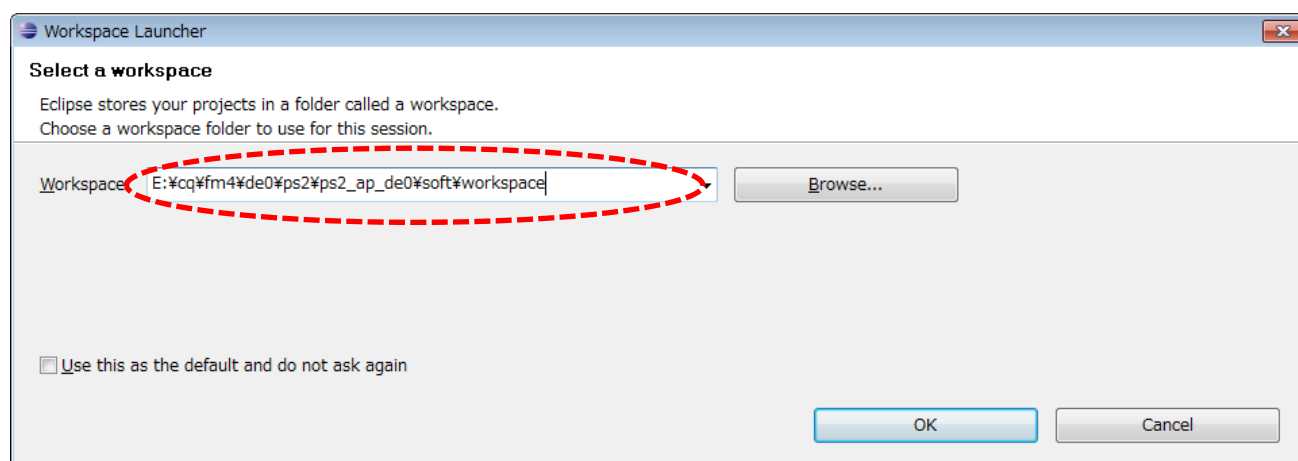 Workspace Launcher
Select a workspace
Eclipse stores your projects in a folder called a workspace.
Choose a workspace folder to use for this session.
Workspace: E:¥cq¥fm4¥de0¥ps2¥ps2_ap_de0¥soft¥workspace Browse...
Use this as the default and do not ask again
OK Cancel